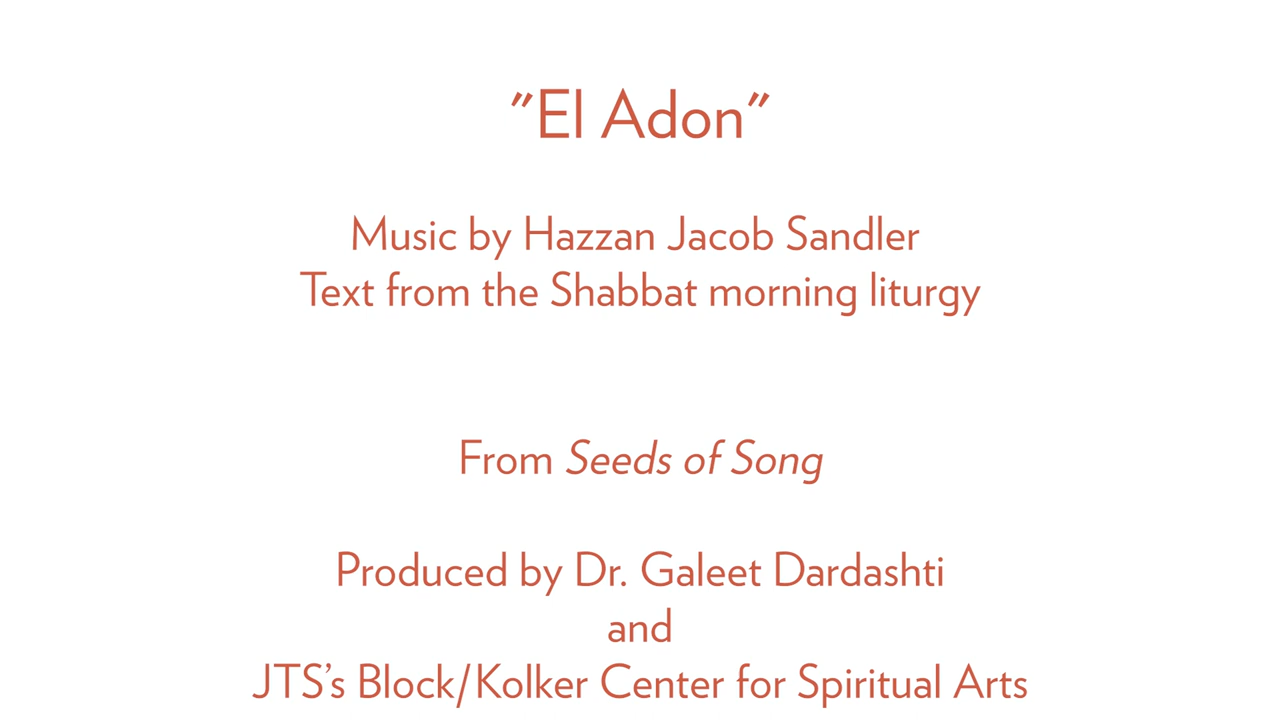 "El Adon"
Music by Hazzan Jacob Sandler
Text from the Shabbat morning liturgy
From Seeds of Song
Produced by Dr. Galeet Dardashti
and
JTS's Block/Kolker Center for Spiritual Arts